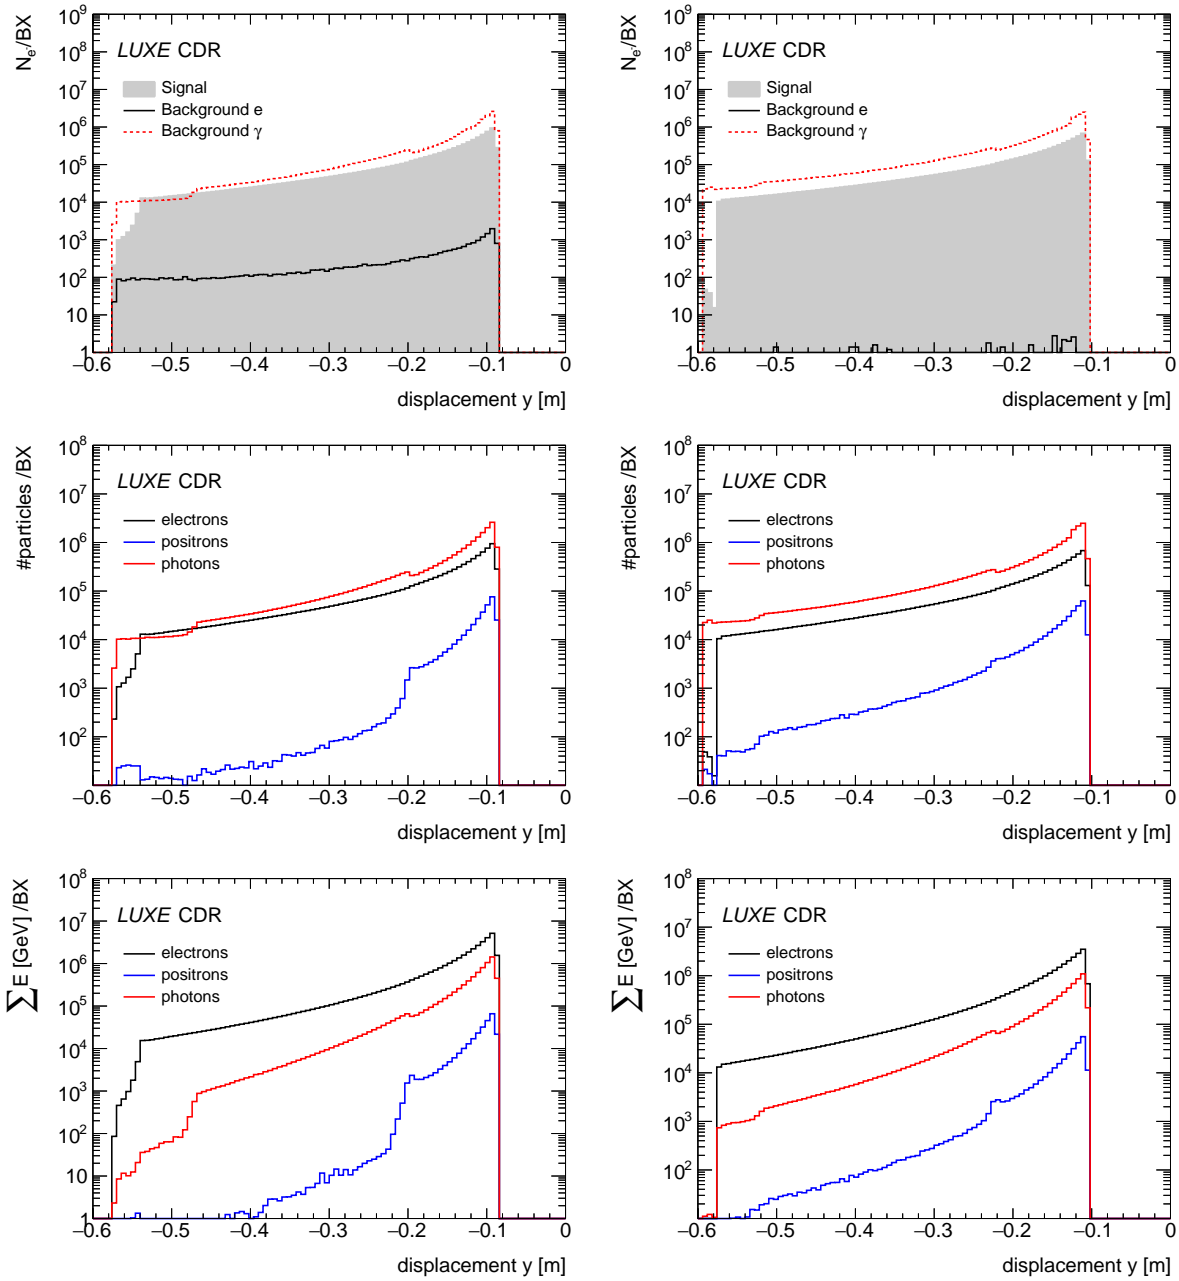 N_e-/BX
10^9
10^8
10^7
10^6
10^5
10^4
10^3
10^2
10
1
LUXE CDR
Signal
Background e
Background γ
−0.6 −0.5 −0.4 −0.3 −0.2 −0.1 0
displacement y [m]
N_e-/BX
10^9
10^8
10^7
10^6
10^5
10^4
10^3
10^2
10
1
LUXE CDR
Signal
Background e
Background γ
−0.6 −0.5 −0.4 −0.3 −0.2 −0.1 0
displacement y [m]
#particles /BX
10^8
10^7
10^6
10^5
10^4
10^3
10^2
LUXE CDR
electrons
positrons
photons
−0.6 −0.5 −0.4 −0.3 −0.2 −0.1 0
displacement y [m]
#particles /BX
10^8
10^7
10^6
10^5
10^4
10^3
10^2
LUXE CDR
electrons
positrons
photons
−0.6 −0.5 −0.4 −0.3 −0.2 −0.1 0
displacement y [m]
∑ E [GeV] /BX
10^8
10^7
10^6
10^5
10^4
10^3
10^2
10
1
LUXE CDR
electrons
positrons
photons
−0.6 −0.5 −0.4 −0.3 −0.2 −0.1 0
displacement y [m]
∑ E [GeV] /BX
10^8
10^7
10^6
10^5
10^4
10^3
10^2
LUXE CDR
electrons
positrons
photons
−0.6 −0.5 −0.4 −0.3 −0.2 −0.1 0
displacement y [m]